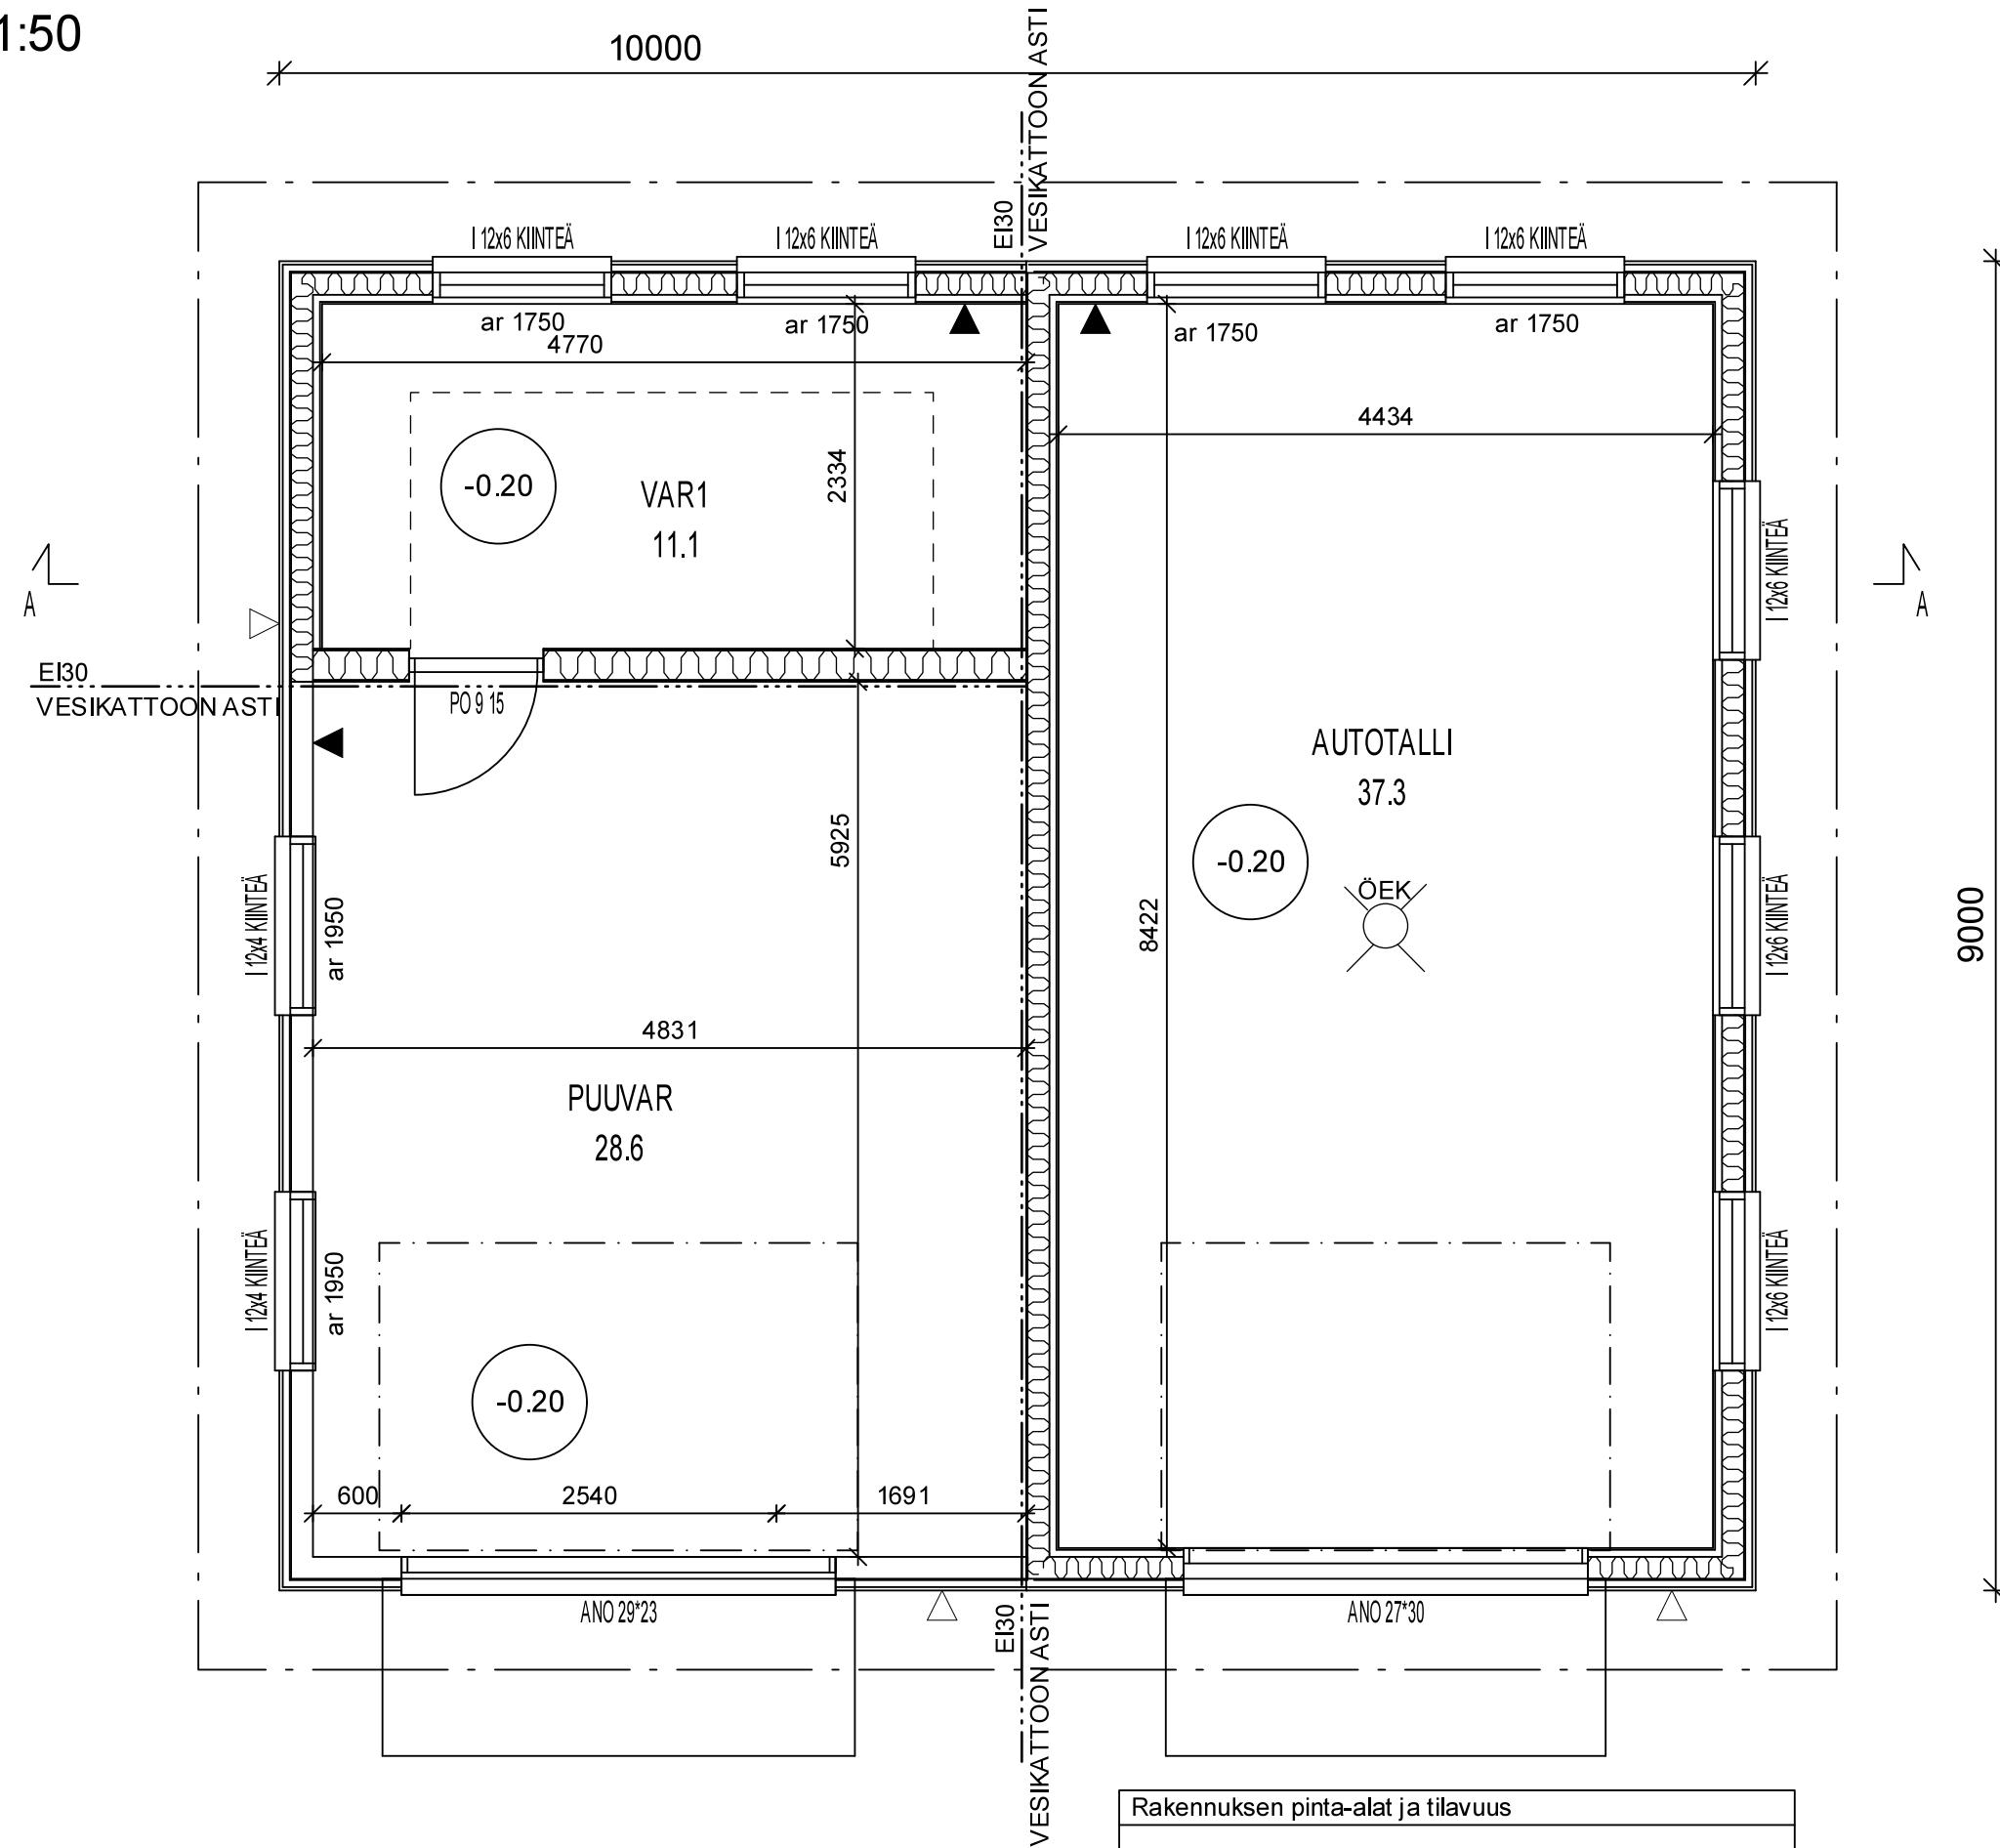 1:50
10000
VESIKATTOON ASTI
EI30
I 12x6 KIINTEÄ
I 12x6 KIINTEÄ
I 12x6 KIINTEÄ
I 12x6 KIINTEÄ
ar 1750
ar 1750
ar 1750
ar 1750
4770
4434
2334
-0.20
VAR1
11.1
A
A
I 12x6 KIINTEÄ
EI30
VESIKATTOON ASTI
PO 9 15
AUTOTALLI
37.3
5925
-0.20
ÖEK
8422
I 12x4 KIINTEÄ
ar 1950
I 12x6 KIINTEÄ
9000
4831
PUUVAR
28.6
I 12x4 KIINTEÄ
ar 1950
I 12x6 KIINTEÄ
-0.20
600
2540
1691
ANO 29*23
ANO 27*30
EI30
VESIKATTOON ASTI
Rakennuksen pinta-alat ja tilavuus